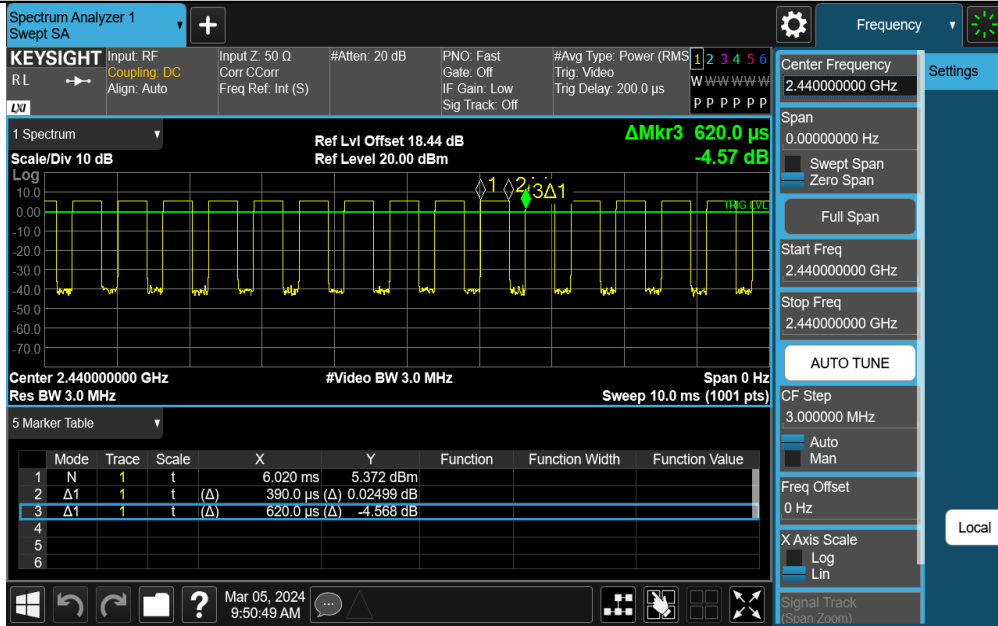 Spectrum Analyzer 1
Swept SA
+
Frequency
KEYSIGHT
RL
LXI
Input: RF
Coupling: DC
Align: Auto
Input Z: 50 Ω
Corr CCorr
Freq Ref: Int (S)
#Atten: 20 dB
PNO: Fast
Gate: Off
IF Gain: Low
Sig Track: Off
#Avg Type: Power (RMS
Trig: Video
Trig Delay: 200.0 µs
1 2 3 4 5 6
W W W W W W
P P P P P P
Center Frequency
2.440000000 GHz
Settings
Span
0.00000000 Hz
Swept Span
Zero Span
Full Span
Start Freq
2.440000000 GHz
Stop Freq
2.440000000 GHz
AUTO TUNE
CF Step
3.000000 MHz
Auto
Man
Freq Offset
0 Hz
Local
X Axis Scale
Log
Lin
Signal Track
(Span Zoom)
1 Spectrum
Scale/Div 10 dB
Ref Lvl Offset 18.44 dB
Ref Level 20.00 dBm
ΔMkr3 620.0 µs
-4.57 dB
Log
10.0
0.00
-10.0
-20.0
-30.0
-40.0
-50.0
-60.0
-70.0
1
2
3Δ1
TRIG LVL
Center 2.440000000 GHz
#Video BW 3.0 MHz
Span 0 Hz
Res BW 3.0 MHz
Sweep 10.0 ms (1001 pts)
5 Marker Table
Mode Trace Scale X Y Function Function Width Function Value
1 N 1 t 6.020 ms 5.372 dBm
2 Δ1 1 t (Δ) 390.0 µs (Δ) 0.02499 dB
3 Δ1 1 t (Δ) 620.0 µs (Δ) -4.568 dB
4
5
6
?
Mar 05, 2024
9:50:49 AM